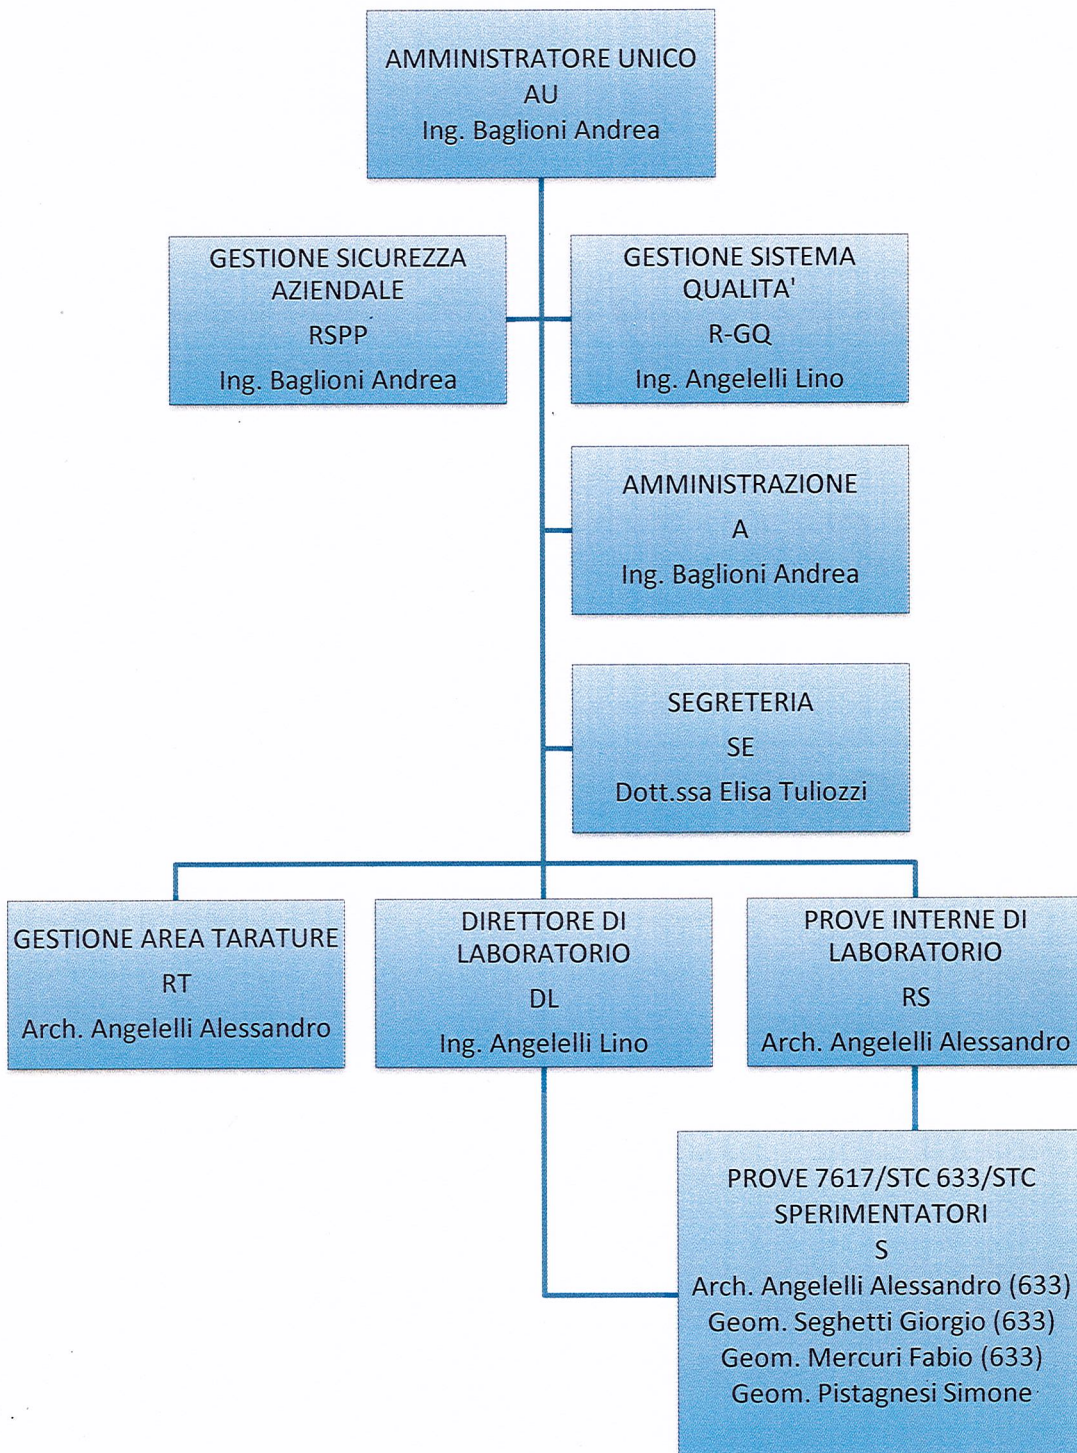 AMMINISTRATORE UNICO
AU
Ing. Baglioni Andrea
GESTIONE SICUREZZA
AZIENDALE
RSPP
Ing. Baglioni Andrea
GESTIONE SISTEMA
QUALITA'
R-GQ
Ing. Angelelli Lino
AMMINISTRAZIONE
A
Ing. Baglioni Andrea
SEGRETERIA
SE
Dott.ssa Elisa Tuliozzi
GESTIONE AREA TARATURE
RT
Arch. Angelelli Alessandro
DIRETTORE DI
LABORATORIO
DL
Ing. Angelelli Lino
PROVE INTERNE DI
LABORATORIO
RS
Arch. Angelelli Alessandro
PROVE 7617/STC 633/STC
SPERIMENTATORI
S
Arch. Angelelli Alessandro (633)
Geom. Seghetti Giorgio (633)
Geom. Mercuri Fabio (633)
Geom. Pistagnesi Simone